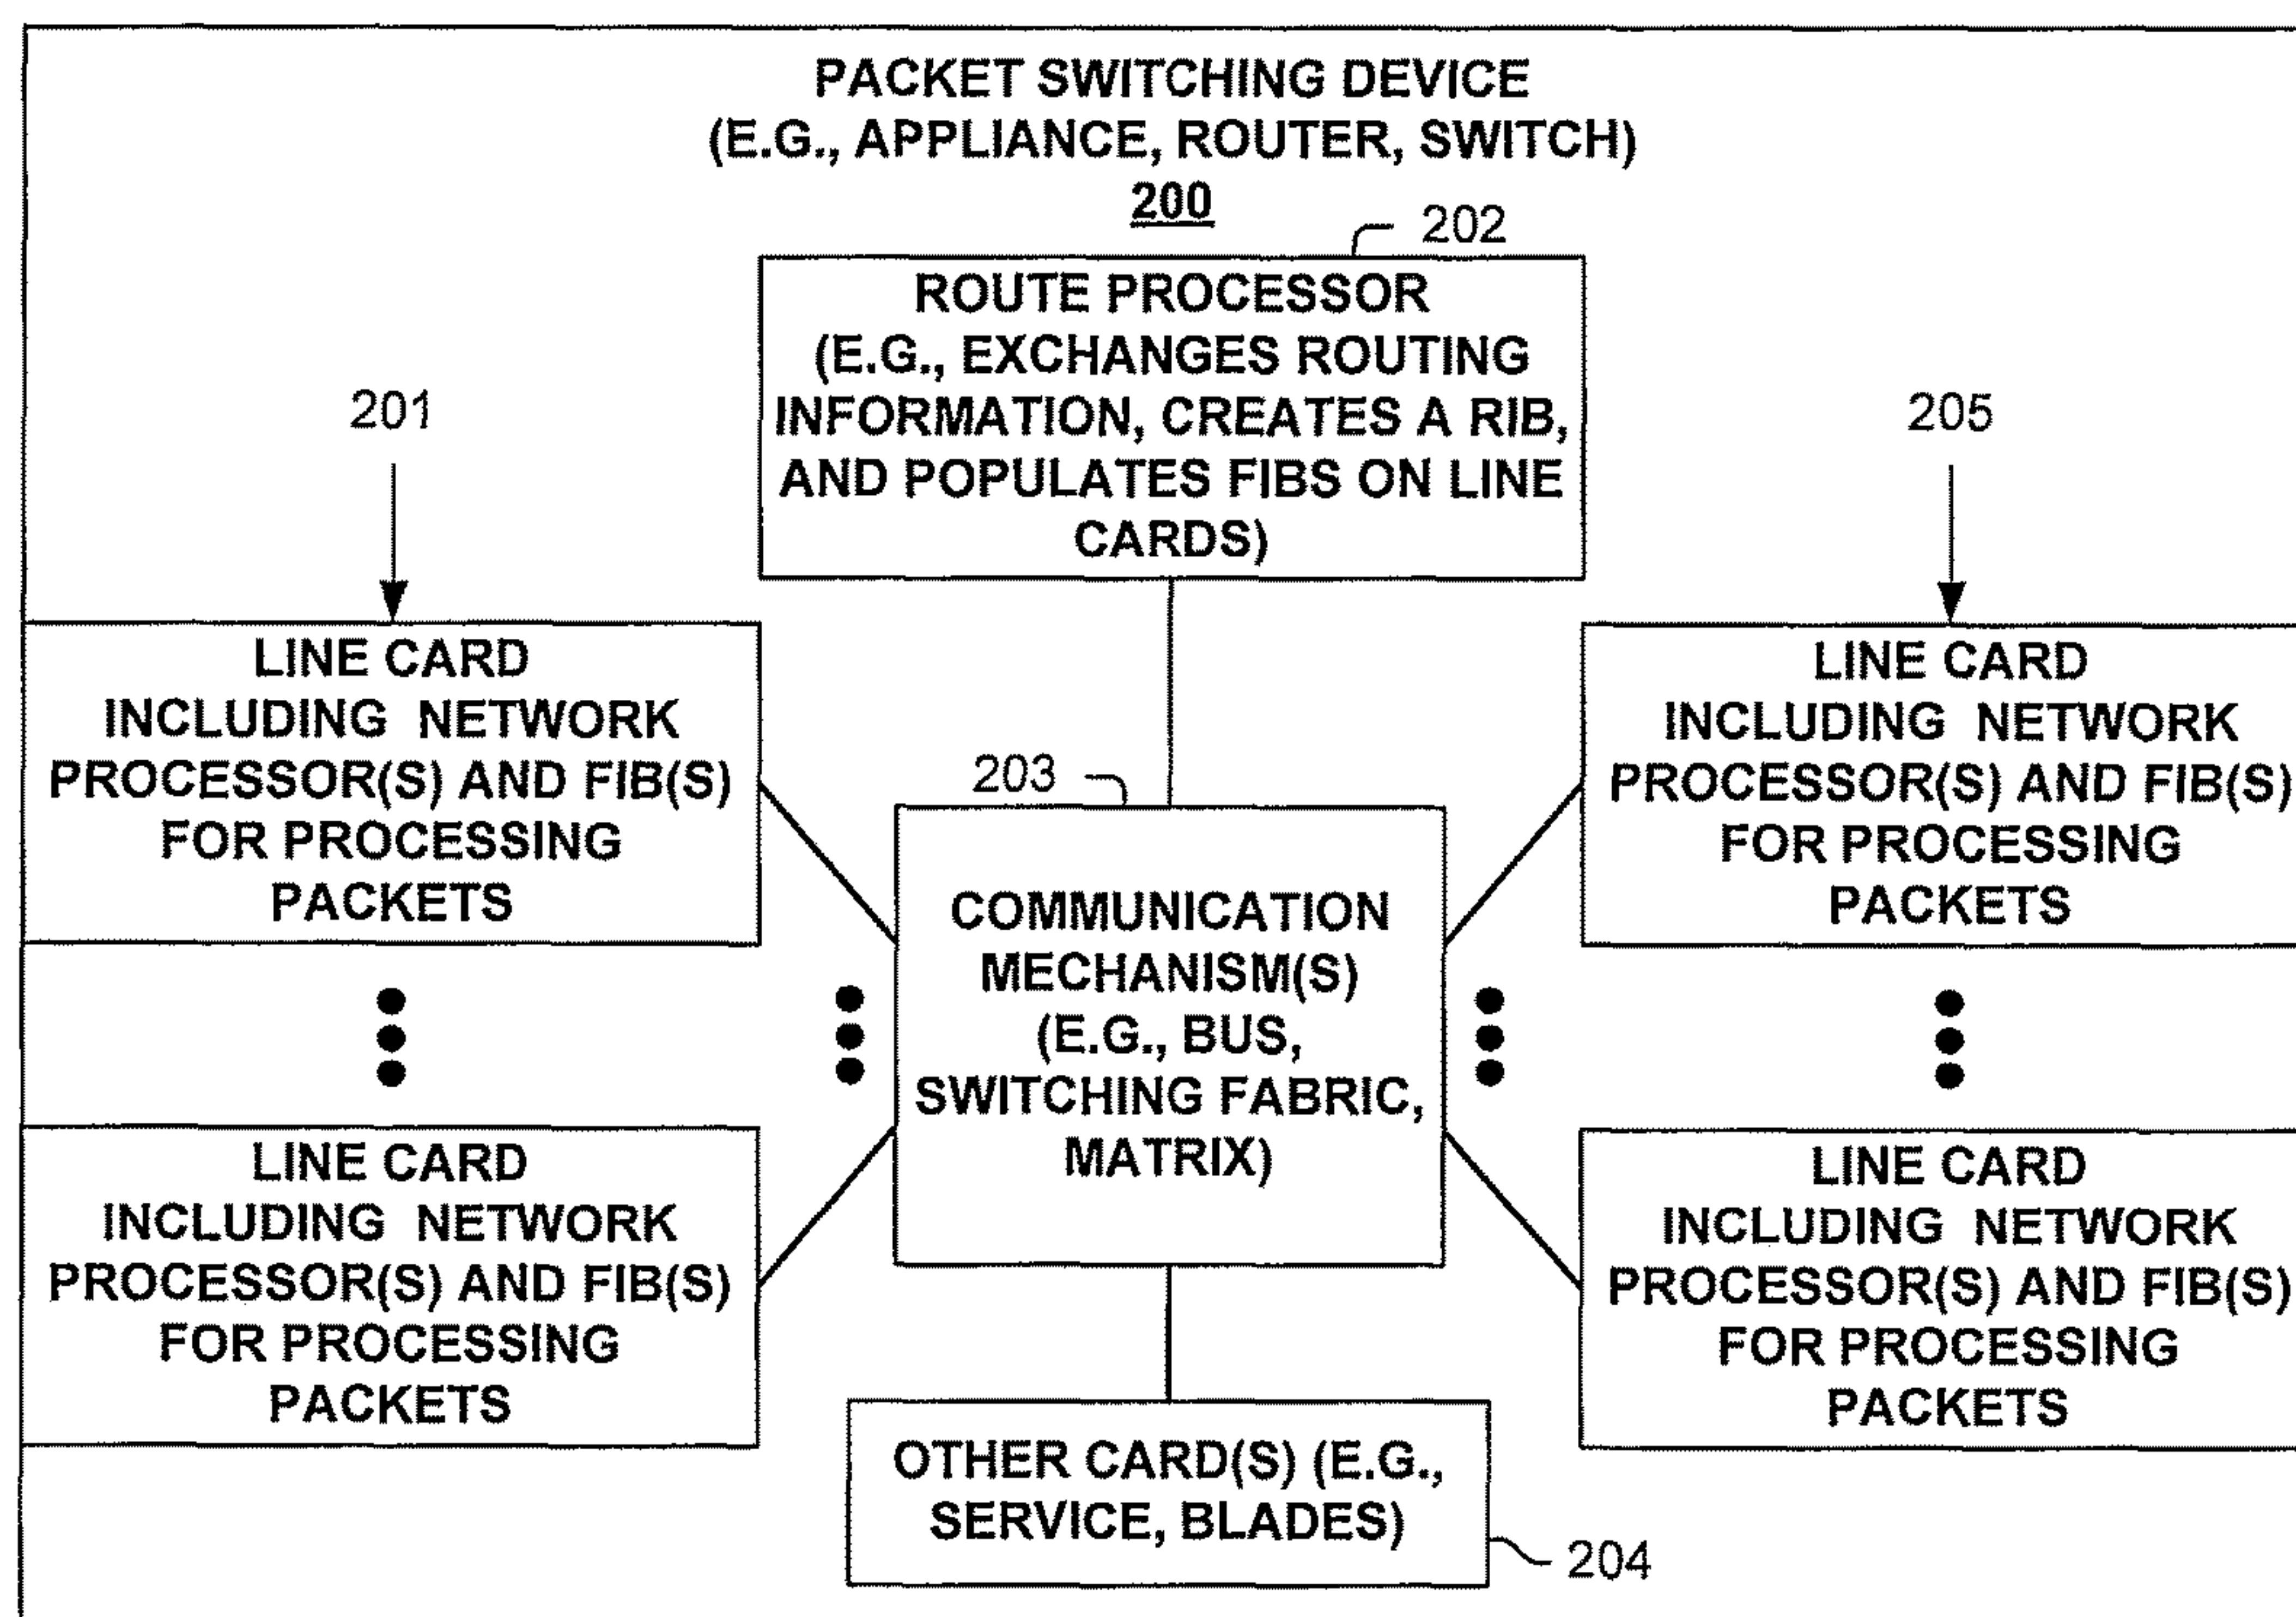 PACKET SWITCHING DEVICE
(E.G., APPLIANCE, ROUTER, SWITCH)
200
202
ROUTE PROCESSOR
(E.G., EXCHANGES ROUTING
INFORMATION, CREATES A RIB,
AND POPULATES FIBS ON LINE
CARDS)
201
205
LINE CARD
INCLUDING NETWORK
PROCESSOR(S) AND FIB(S)
FOR PROCESSING
PACKETS
LINE CARD
INCLUDING NETWORK
PROCESSOR(S) AND FIB(S)
FOR PROCESSING
PACKETS
203
COMMUNICATION
MECHANISM(S)
(E.G., BUS,
SWITCHING FABRIC,
MATRIX)
LINE CARD
INCLUDING NETWORK
PROCESSOR(S) AND FIB(S)
FOR PROCESSING
PACKETS
LINE CARD
INCLUDING NETWORK
PROCESSOR(S) AND FIB(S)
FOR PROCESSING
PACKETS
OTHER CARD(S) (E.G.,
SERVICE, BLADES)
204